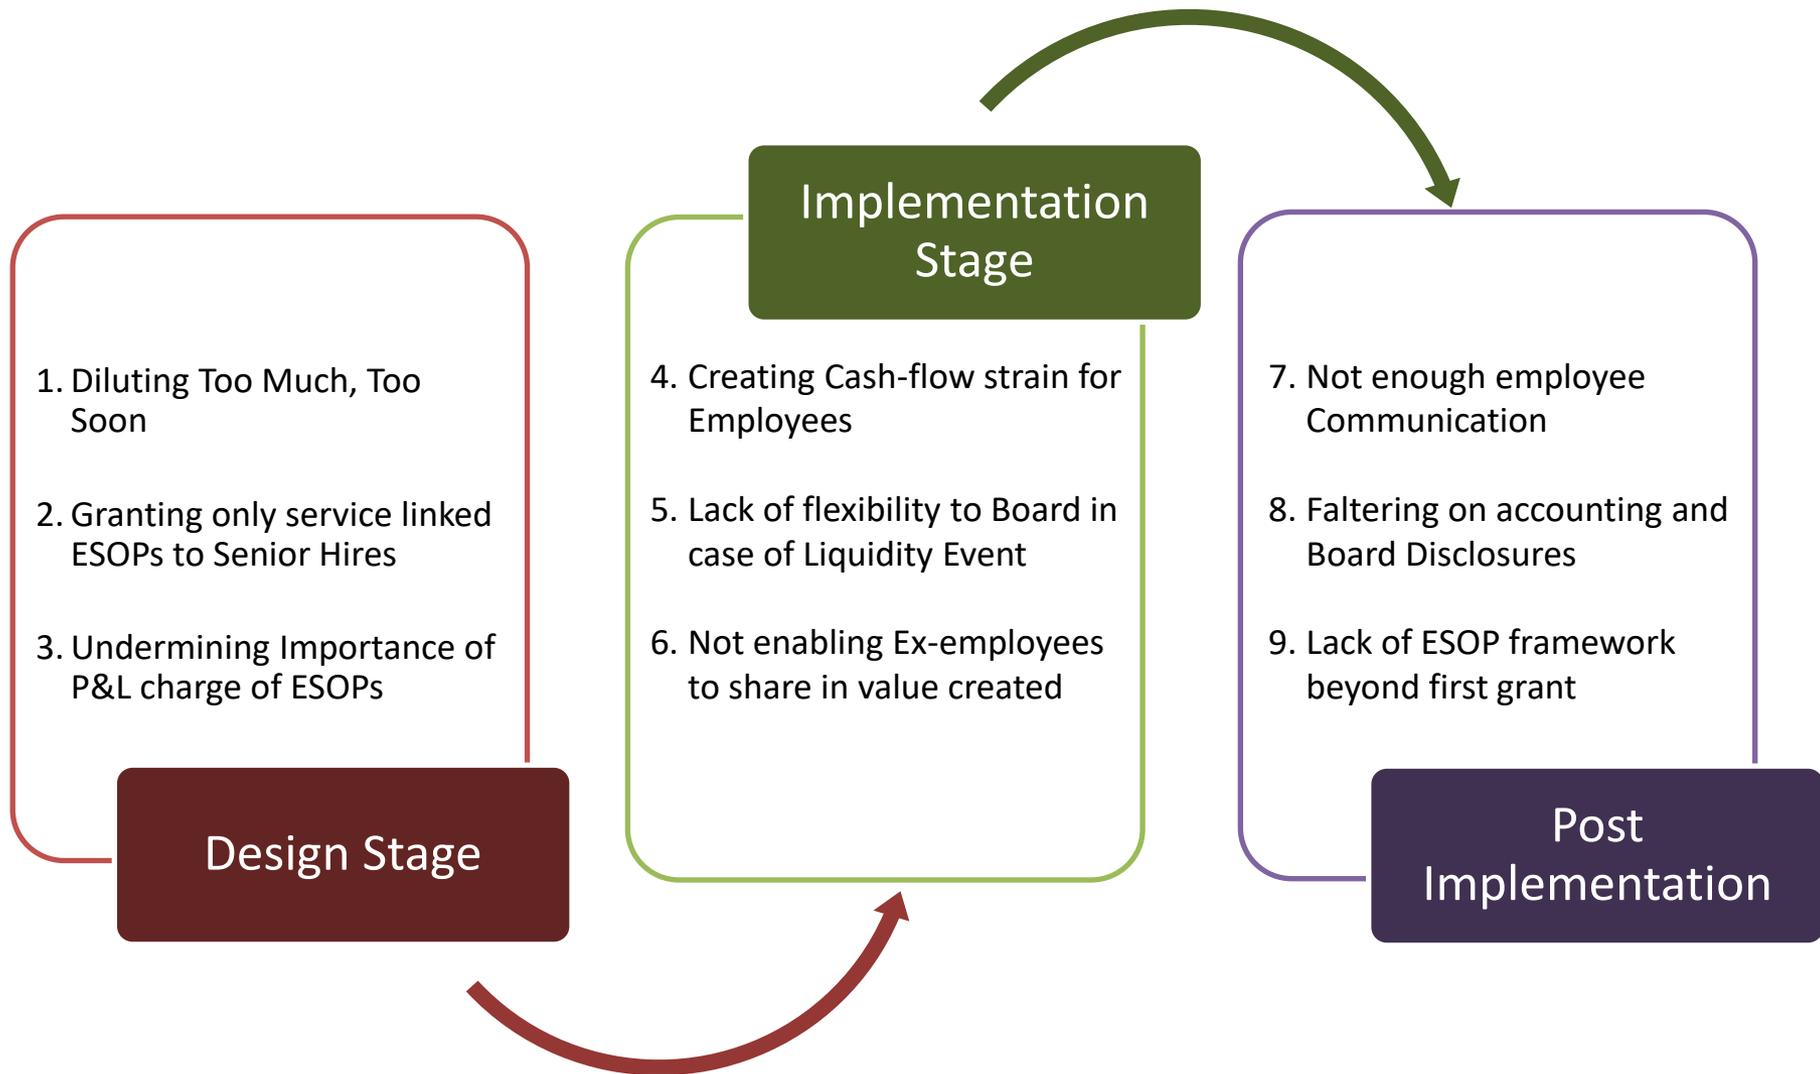 1. Diluting Too Much, Too
Soon
2. Granting only service linked
ESOPs to Senior Hires
3. Undermining Importance of
P&L charge of ESOPs
Design Stage
Implementation
Stage
4. Creating Cash-flow strain for
Employees
5. Lack of flexibility to Board in
case of Liquidity Event
6. Not enabling Ex-employees
to share in value created
7. Not enough employee
Communication
8. Faltering on accounting and
Board Disclosures
9. Lack of ESOP framework
beyond first grant
Post
Implementation